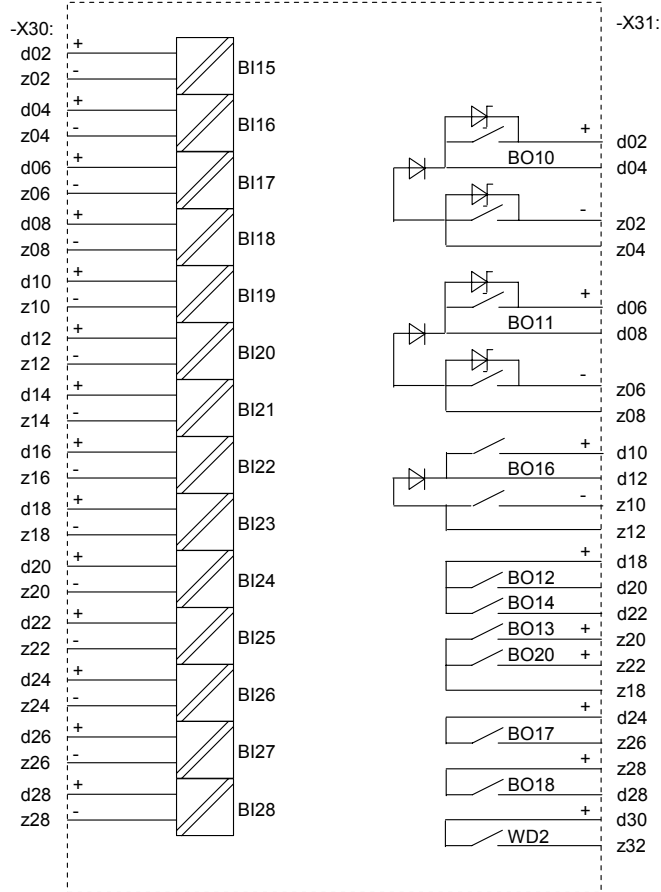 -X30:
d02 +
z02 - BI15
d04 +
z04 - BI16
d06 +
z06 - BI17
d08 +
z08 - BI18
d10 +
z10 - BI19
d12 +
z12 - BI20
d14 +
z14 - BI21
d16 +
z16 - BI22
d18 +
z18 - BI23
d20 +
z20 - BI24
d22 +
z22 - BI25
d24 +
z24 - BI26
d26 +
z26 - BI27
d28 +
z28 - BI28
-X31:
+ d02
BO10 d04
- z02
z04
+ d06
BO11 d08
- z06
z08
+ d10
BO16 d12
- z10
z12
+ d18
BO12 d20
BO14 d22
BO13 + z20
BO20 + z22
z18
+ d24
BO17 z26
+ z28
BO18 d28
+ d30
WD2 z32